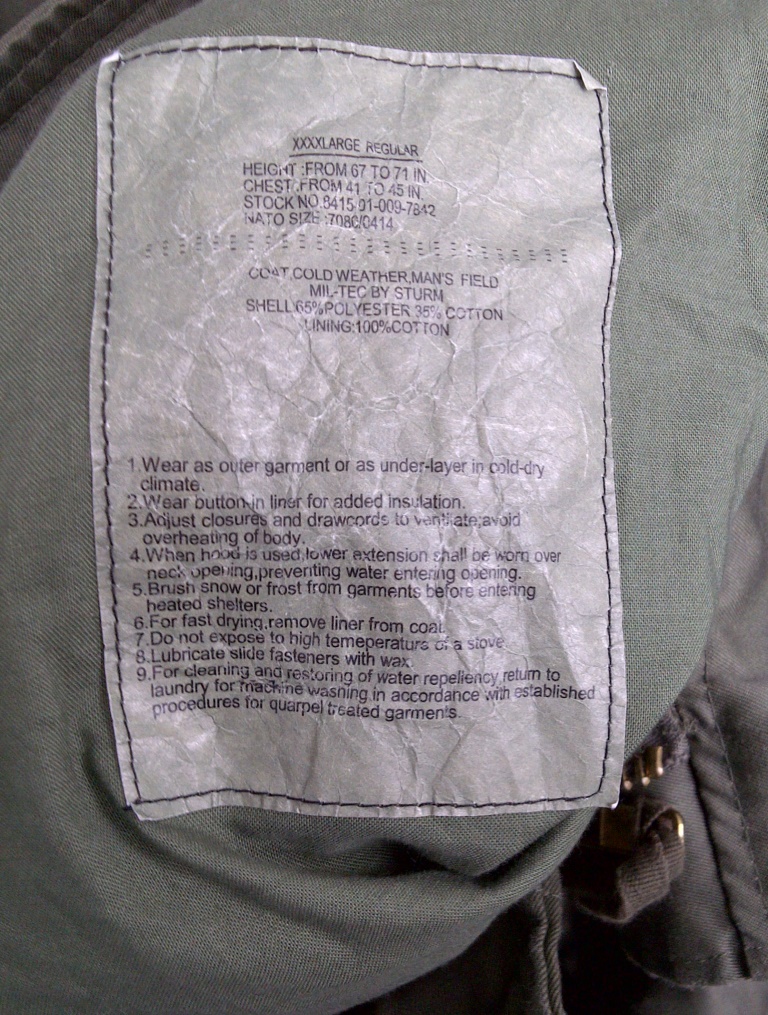 XXXXLARGE REGULAR
HEIGHT :FROM 67 TO 71 IN.
CHEST:FROM 41 TO 45 IN.
STOCK NO.8415-01-009-7842
NATO SIZE :7080/0414
COAT,COLD WEATHER,MAN'S FIELD
MIL-TEC BY STURM
SHELL:65%POLYESTER 35% COTTON
LINING:100%COTTON
1.Wear as outer garment or as under-layer in cold-dry
climate.
2.Wear button-in liner for added insulation.
3.Adjust closures and drawcords to ventilate;avoid
overheating of body.
4.When hood is used,lower extension shall be worn over
neck opening,preventing water entering opening.
5.Brush snow or frost from garments before entering
heated shelters.
6.For fast drying,remove liner from coat.
7.Do not expose to high temeperature of a stove.
8.Lubricate slide fasteners with wax.
9.For cleaning and restoring of water repellency,return to
laundry for machine washing in accordance with established
procedures for quarpel treated garments.